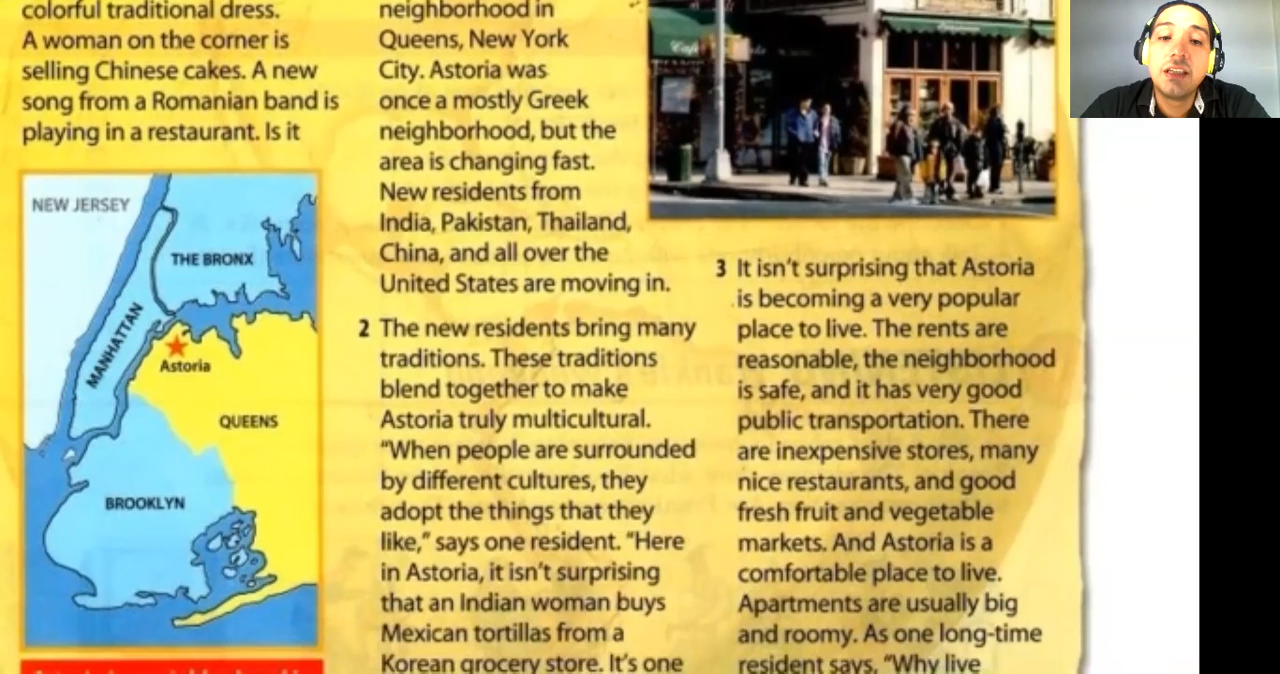 colorful traditional dress.
A woman on the corner is
selling Chinese cakes. A new
song from a Romanian band is
playing in a restaurant. Is it
NEW JERSEY
THE BRONX
MANHATTAN
Astoria
QUEENS
BROOKLYN
neighborhood in
Queens, New York
City. Astoria was
once a mostly Greek
neighborhood, but the
area is changing fast.
New residents from
India, Pakistan, Thailand,
China, and all over the
United States are moving in.
2 The new residents bring many
traditions. These traditions
blend together to make
Astoria truly multicultural.
“When people are surrounded
by different cultures, they
adopt the things that they
like,” says one resident. “Here
in Astoria, it isn’t surprising
that an Indian woman buys
Mexican tortillas from a
Korean grocery store. It’s one
3 It isn’t surprising that Astoria
is becoming a very popular
place to live. The rents are
reasonable, the neighborhood
is safe, and it has very good
public transportation. There
are inexpensive stores, many
nice restaurants, and good
fresh fruit and vegetable
markets. And Astoria is a
comfortable place to live.
Apartments are usually big
and roomy. As one long-time
resident says, “Why live